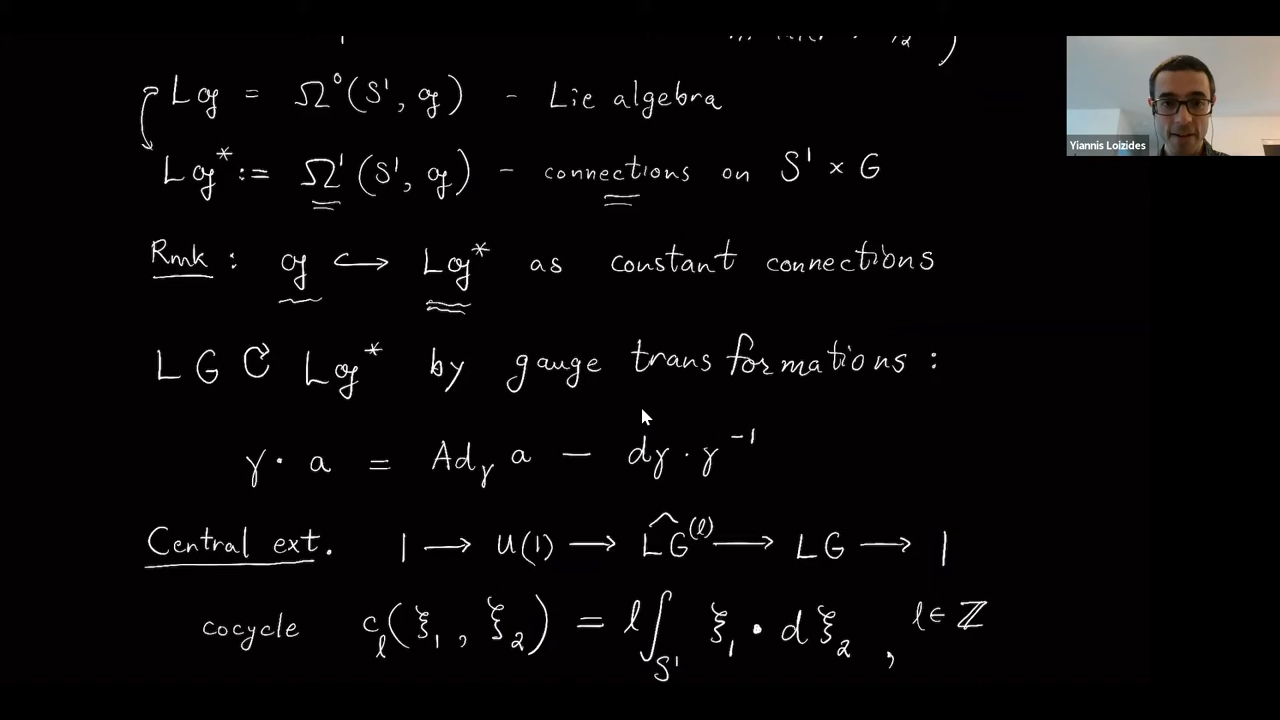 L𝔤 = Ω⁰(S¹, 𝔤) - Lie algebra
L𝔤* := Ω¹(S¹, 𝔤) - connections on S¹ × G
Rmk : 𝔤 ↪ L𝔤* as constant connections
LG ↻ L𝔤* by gauge transformations :
γ · a = Ad_γ a − dγ · γ⁻¹
Central ext. 1 → U(1) → \widehat{LG}^{(l)} → LG → 1
cocycle c_l(ξ₁, ξ₂) = l ∫_{S¹} ξ₁ · dξ₂ , l ∈ ℤ
Yiannis Loizides